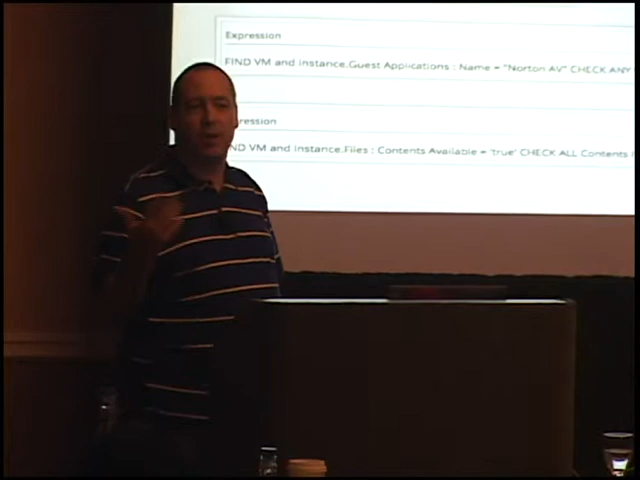 Expression
FIND VM and Instance.Guest Applications : Name = "Norton AV" CHECK ANY
ression
ND VM and Instance.Files : Contents Available = 'true' CHECK ALL Contents